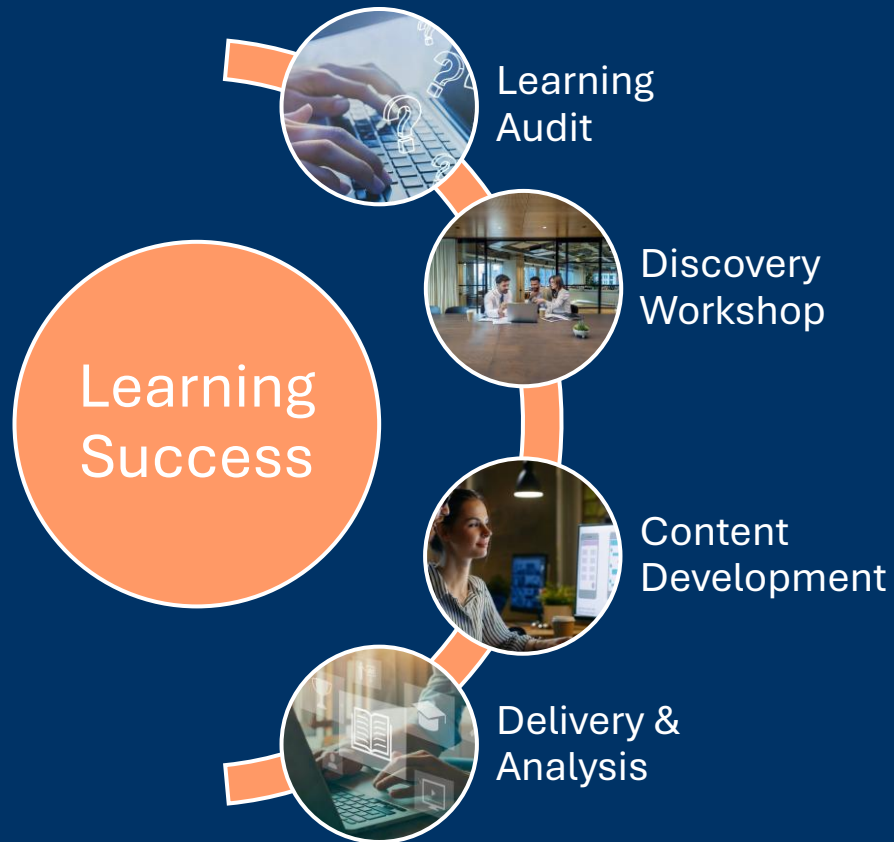 Learning
Audit
Discovery
Workshop
Learning
Success
Content
Development
Delivery &
Analysis